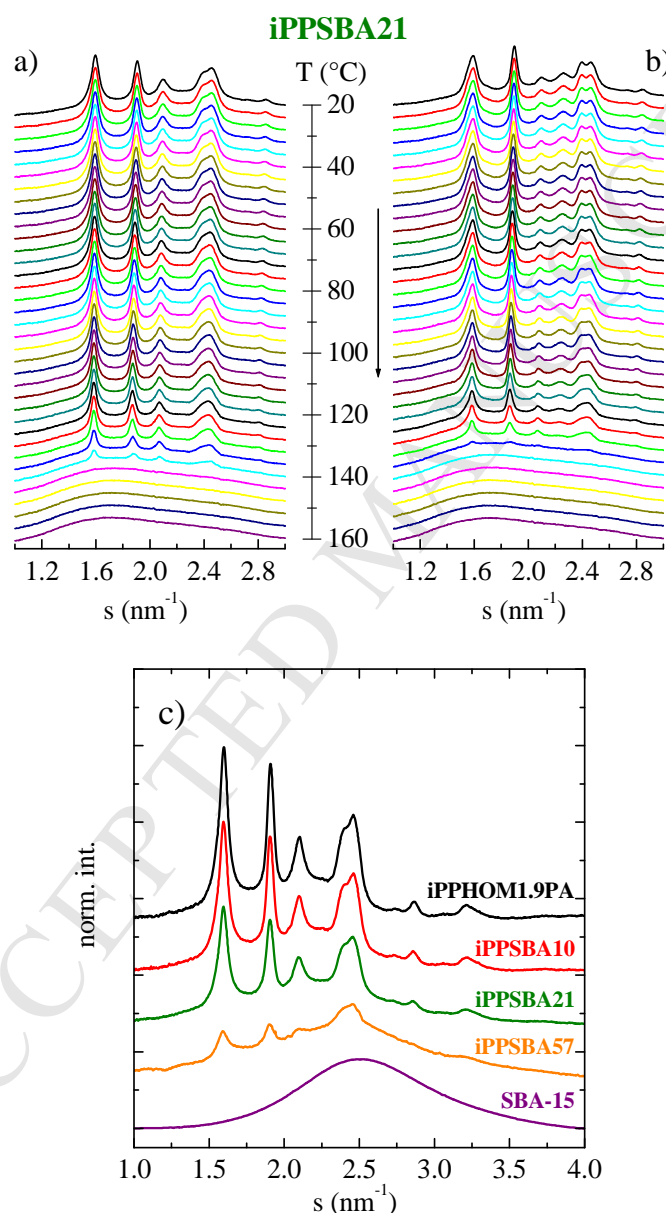 iPPSBA21
a)
T (°C)
b)
20
40
60
80
100
120
140
160
1.2 1.6 2.0 2.4 2.8
1.2 1.6 2.0 2.4 2.8
s (nm⁻¹)
s (nm⁻¹)
c)
norm. int.
iPPHOM1.9PA
iPPSBA10
iPPSBA21
iPPSBA57
SBA-15
1.0 1.5 2.0 2.5 3.0 3.5 4.0
s (nm⁻¹)